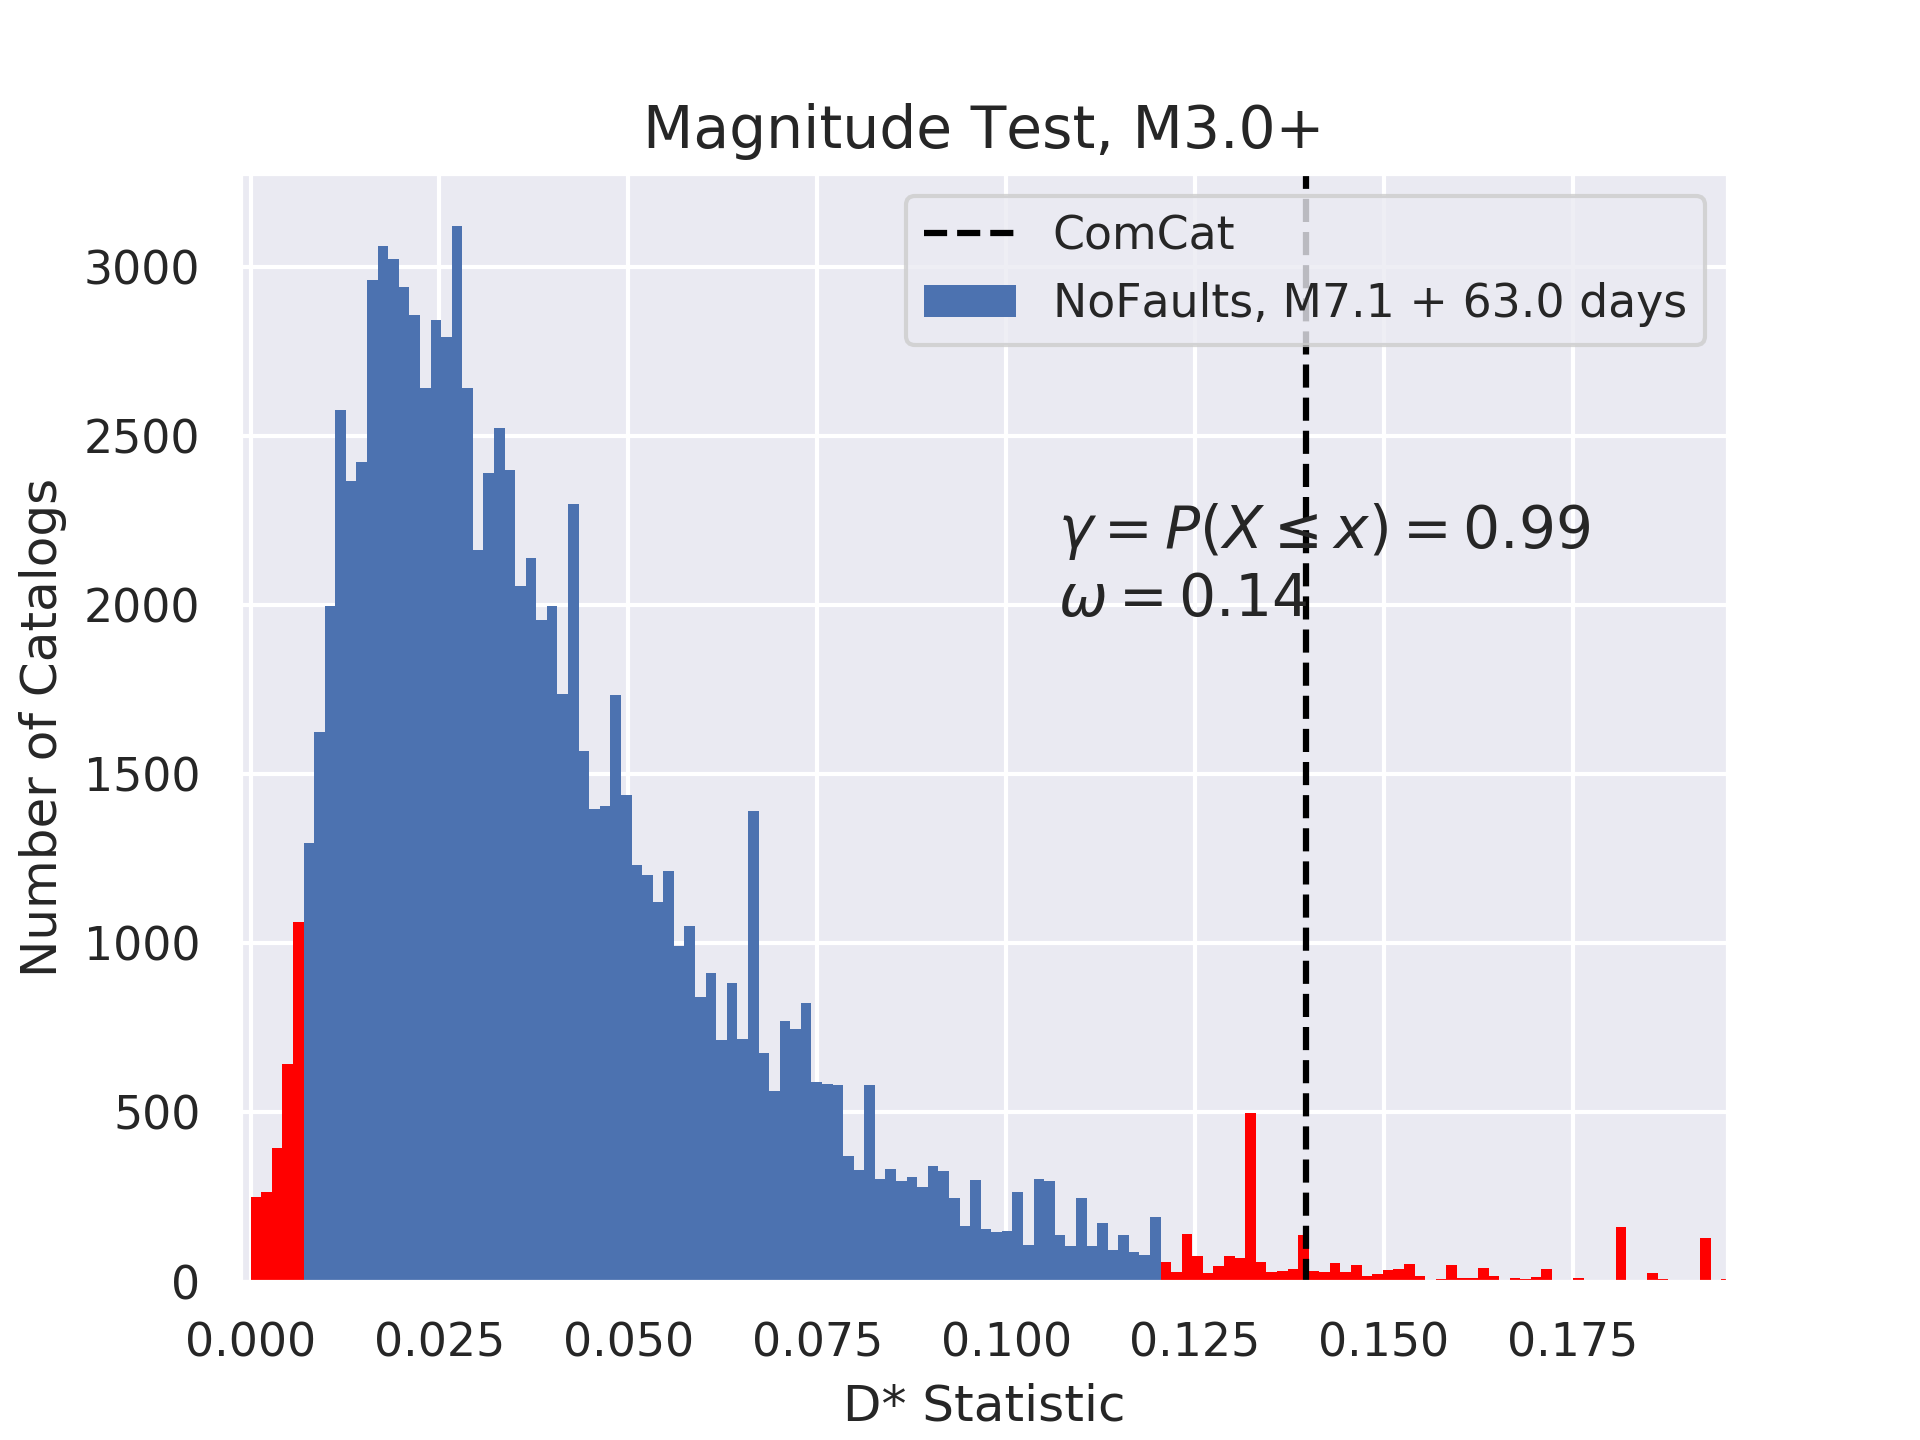 Magnitude Test, M3.0+
ComCat
NoFaults, M7.1 + 63.0 days
γ = P(X ≤ x) = 0.99
ω = 0.14
Number of Catalogs
3000
2500
2000
1500
1000
500
0
0.000 0.025 0.050 0.075 0.100 0.125 0.150 0.175
D* Statistic